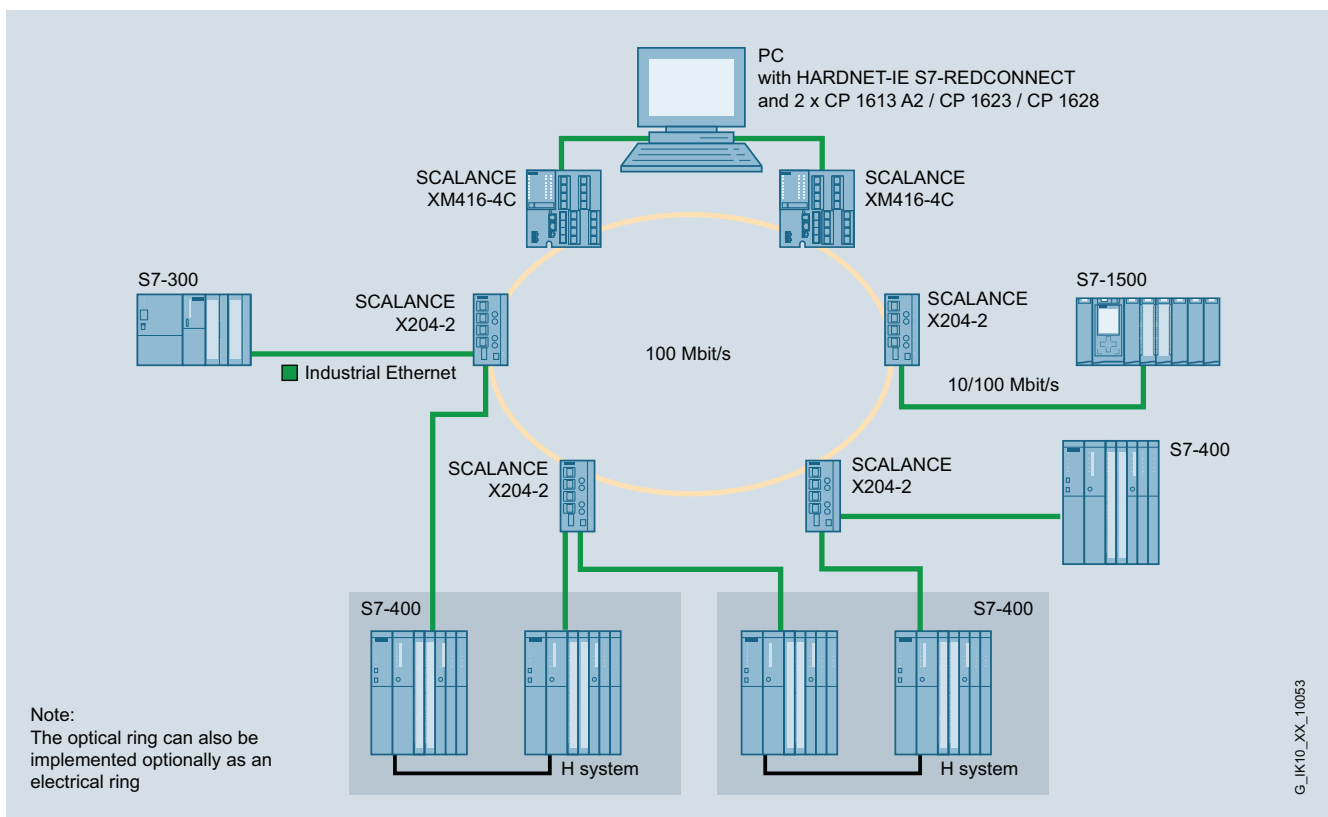 PC
with HARDNET-IE S7-REDCONNECT
and 2 x CP 1613 A2 / CP 1623 / CP 1628
SCALANCE
XM416-4C
SCALANCE
XM416-4C
S7-300
SCALANCE
X204-2
SCALANCE
X204-2
S7-1500
100 Mbit/s
Industrial Ethernet
10/100 Mbit/s
SCALANCE
X204-2
SCALANCE
X204-2
S7-400
S7-400
S7-400
H system
H system
Note:
The optical ring can also be
implemented optionally as an
electrical ring
G_IK10_XX_10053